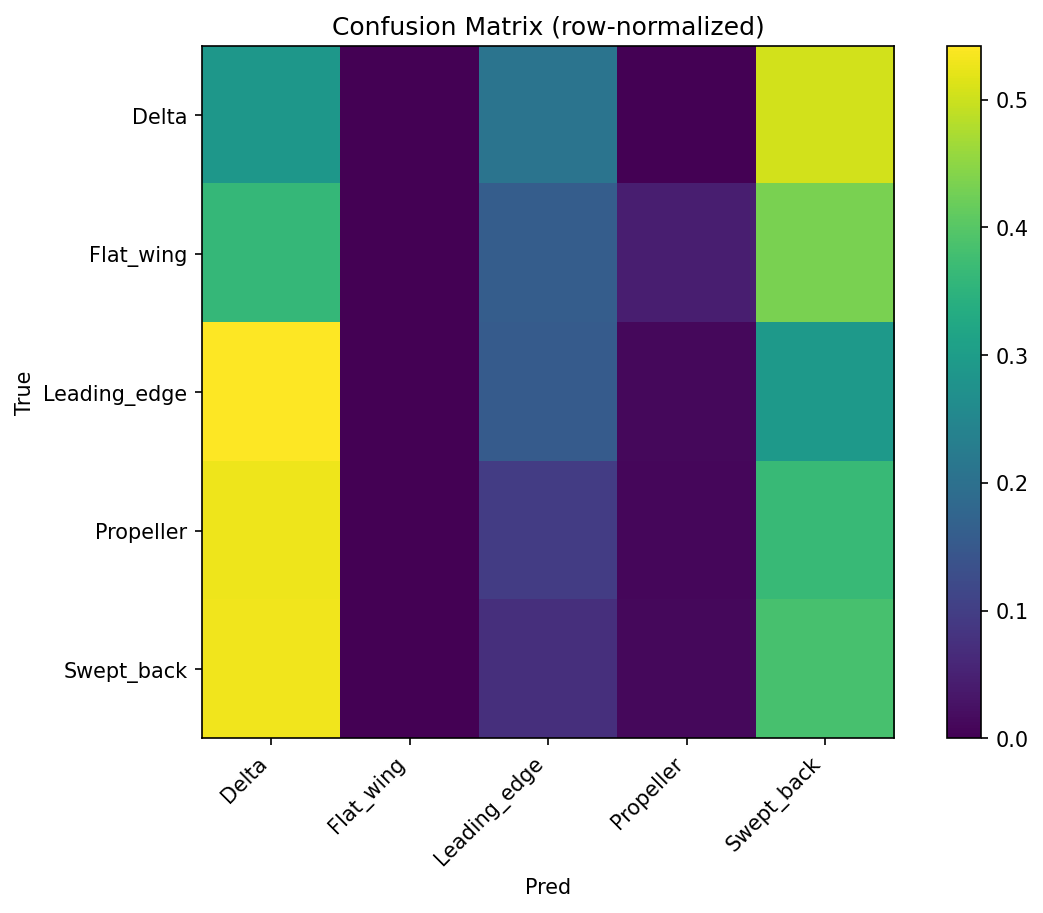 Confusion Matrix (row-normalized)
True
Delta
Flat_wing
Leading_edge
Propeller
Swept_back
Delta
Flat_wing
Leading_edge
Propeller
Swept_back
Pred
0.5
0.4
0.3
0.2
0.1
0.0